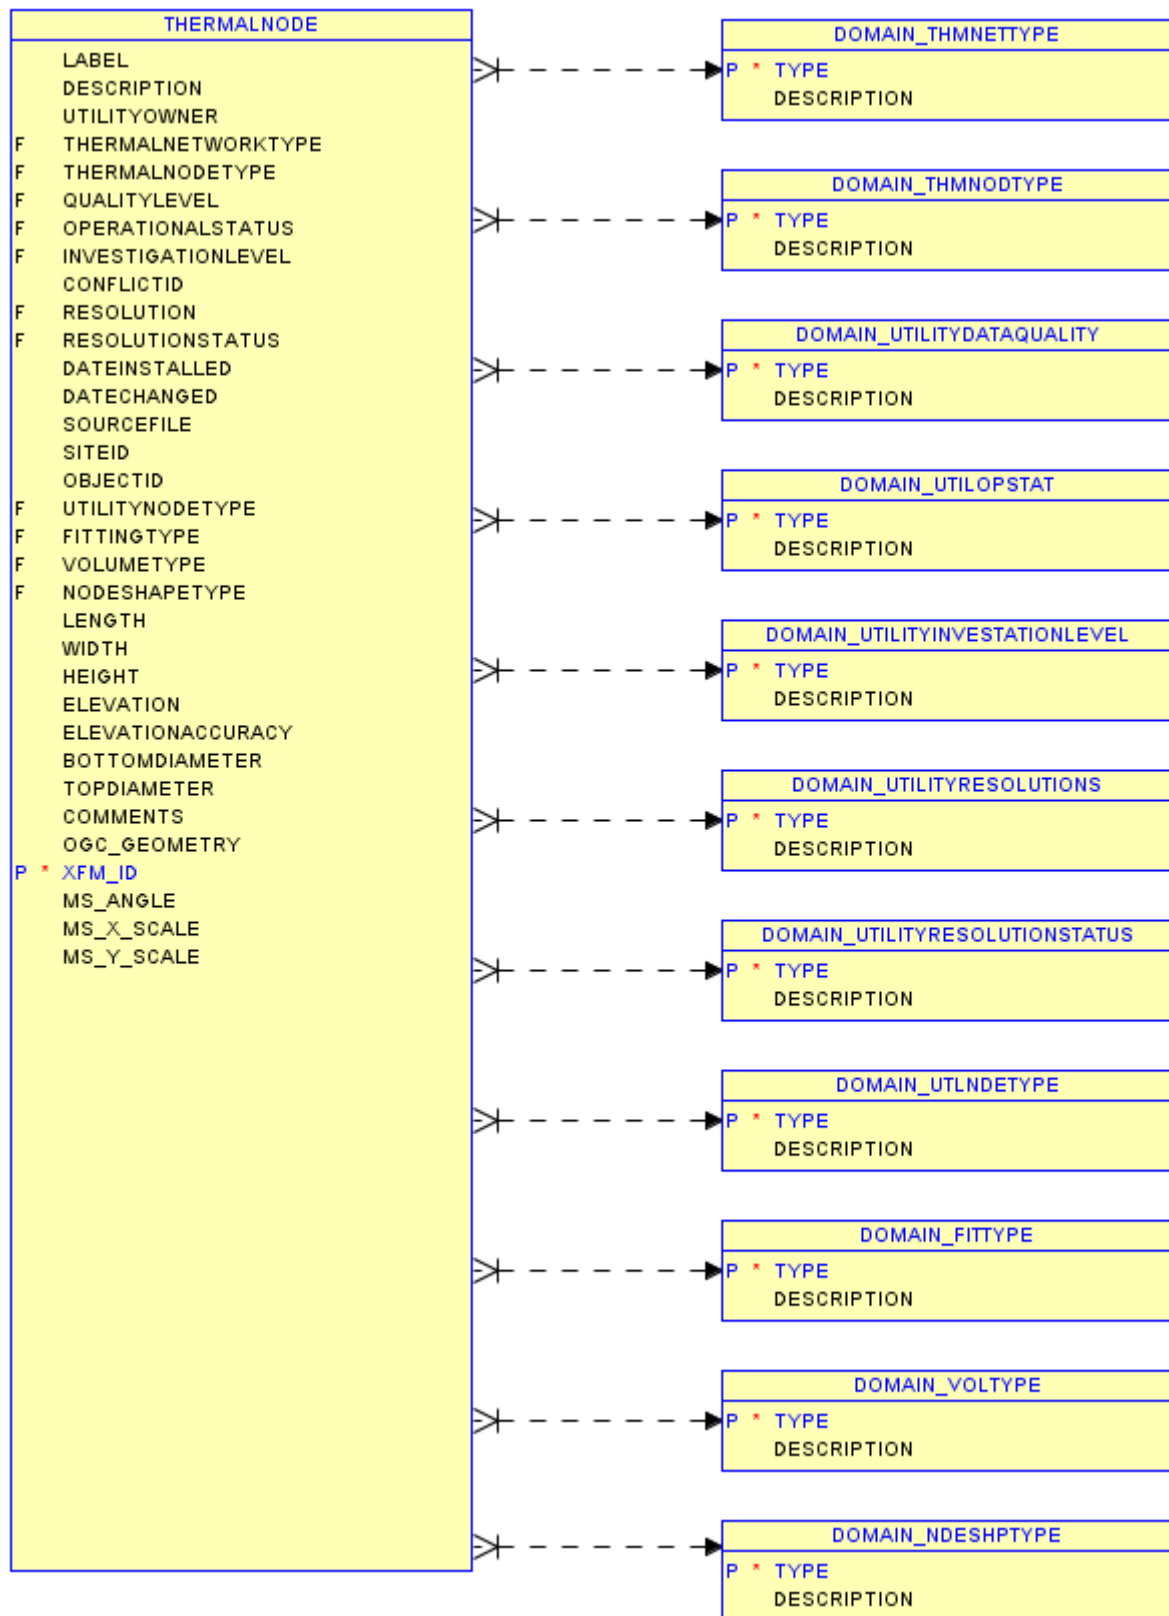 THERMALNODE
LABEL
DESCRIPTION
UTILITYOWNER
F THERMALNETWORKTYPE
F THERMALNODETYPE
F QUALITYLEVEL
F OPERATIONALSTATUS
F INVESTIGATIONLEVEL
CONFLICTID
F RESOLUTION
F RESOLUTIONSTATUS
DATEINSTALLED
DATECHANGED
SOURCEFILE
SITEID
OBJECTID
F UTILITYNODETYPE
F FITTINGTYPE
F VOLUMETYPE
F NODESHAPETYPE
LENGTH
WIDTH
HEIGHT
ELEVATION
ELEVATIONACCURACY
BOTTOMDIAMETER
TOPDIAMETER
COMMENTS
OGC_GEOMETRY
P * XFM_ID
MS_ANGLE
MS_X_SCALE
MS_Y_SCALE
DOMAIN_THMNETTYPE
P * TYPE
DESCRIPTION
DOMAIN_THMNODTYPE
P * TYPE
DESCRIPTION
DOMAIN_UTILITYDATAQUALITY
P * TYPE
DESCRIPTION
DOMAIN_UTILOPSTAT
P * TYPE
DESCRIPTION
DOMAIN_UTILITYINVESTATIONLEVEL
P * TYPE
DESCRIPTION
DOMAIN_UTILITYRESOLUTIONS
P * TYPE
DESCRIPTION
DOMAIN_UTILITYRESOLUTIONSTATUS
P * TYPE
DESCRIPTION
DOMAIN_UTLNDETYPE
P * TYPE
DESCRIPTION
DOMAIN_FITTYPE
P * TYPE
DESCRIPTION
DOMAIN_VOLTYPE
P * TYPE
DESCRIPTION
DOMAIN_NDESHPTYPE
P * TYPE
DESCRIPTION